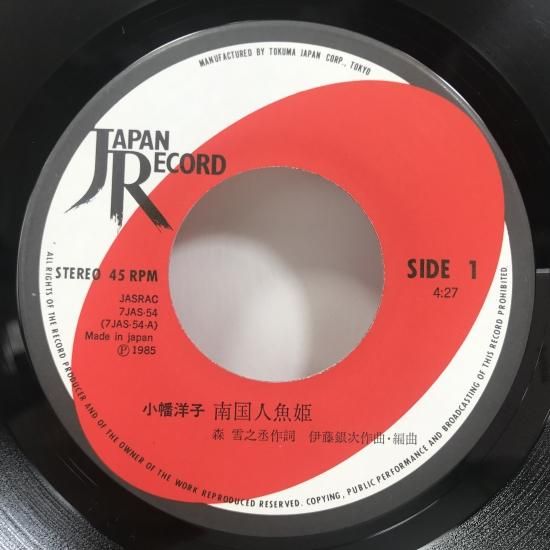 MANUFACTURED BY TOKUMA JAPAN CORP., TOKYO
JAPAN
RECORD
STEREO 45 RPM
JASRAC
7JAS-54
(7JAS-54-A)
Made in japan
Ⓟ 1985
SIDE 1
4:27
小幡洋子 南国人魚姫
森 雪之丞作詞 伊藤銀次作曲・編曲
ALL RIGHTS OF THE RECORD PRODUCER AND OF THE OWNER OF THE WORK REPRODUCED RESERVED. COPYING, PUBLIC PERFORMANCE AND BROADCASTING OF THIS RECORD PROHIBITED